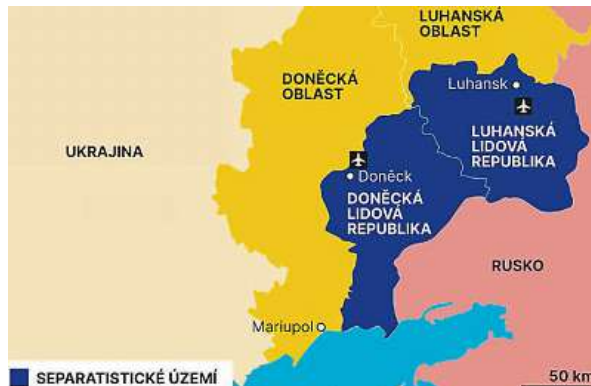 LUHANSKÁ
OBLAST
DONĚCKÁ
OBLAST
Luhansk
UKRAJINA
LUHANSKÁ
LIDOVÁ
REPUBLIKA
Doněck
DONĚCKÁ
LIDOVÁ
REPUBLIKA
RUSKO
Mariupol
SEPARATISTICKÉ ÚZEMÍ
50 km